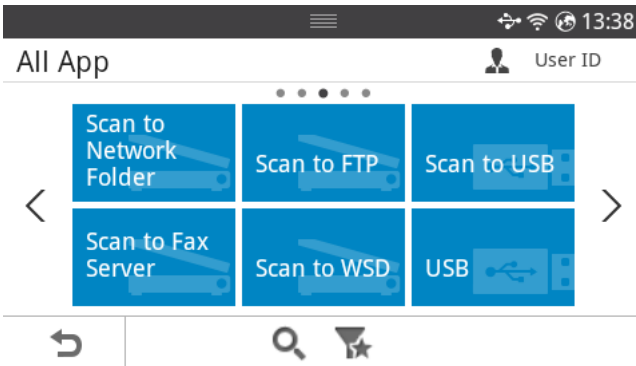 13:38
All App
User ID
Scan to
Network
Folder
Scan to FTP
Scan to USB
Scan to Fax
Server
Scan to WSD
USB